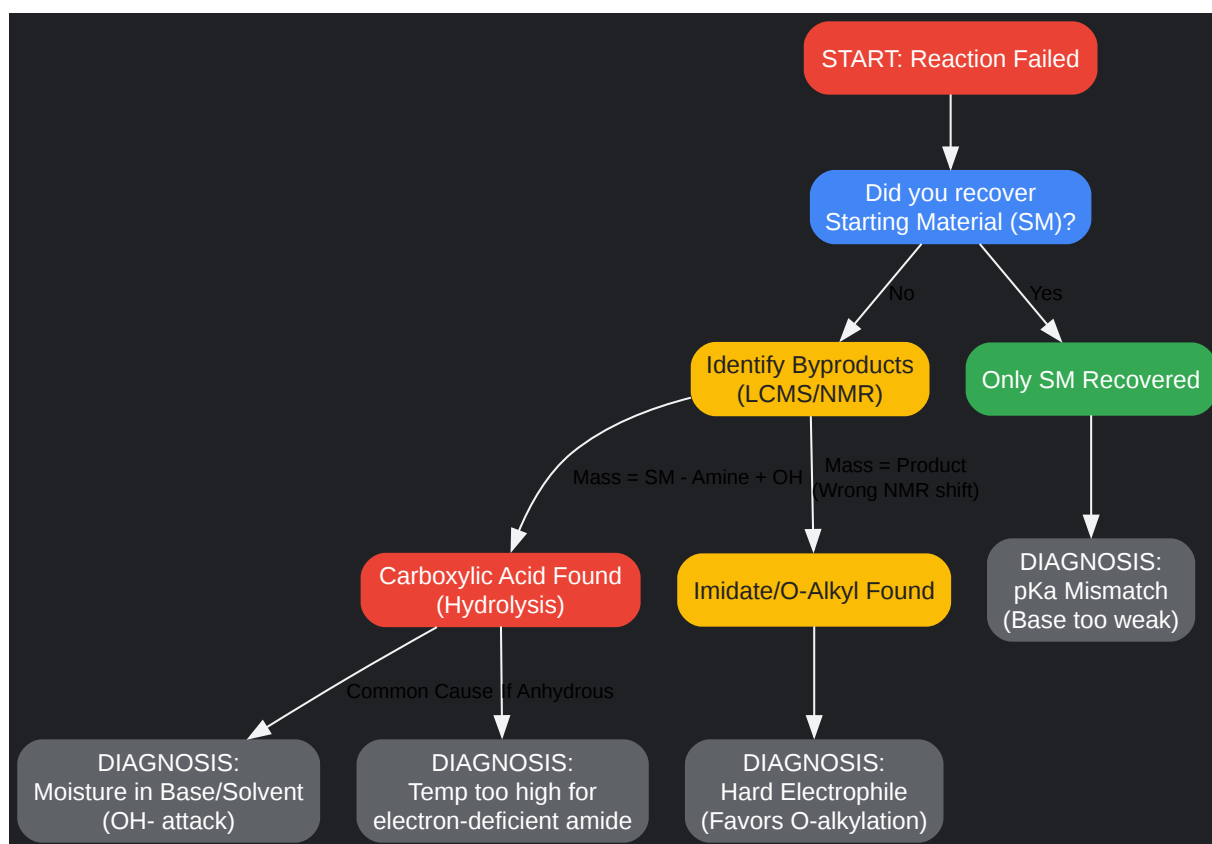 START: Reaction Failed
Did you recover
Starting Material (SM)?
No
Yes
Identify Byproducts
(LCMS/NMR)
Only SM Recovered
Mass = SM - Amine + OH
Mass = Product
(Wrong NMR shift)
Carboxylic Acid Found
(Hydrolysis)
Imidate/O-Alkyl Found
DIAGNOSIS:
pKa Mismatch
(Base too weak)
Common Cause
If Anhydrous
DIAGNOSIS:
Moisture in Base/Solvent
(OH- attack)
DIAGNOSIS:
Temp too high for
electron-deficient amide
DIAGNOSIS:
Hard Electrophile
(Favors O-alkylation)